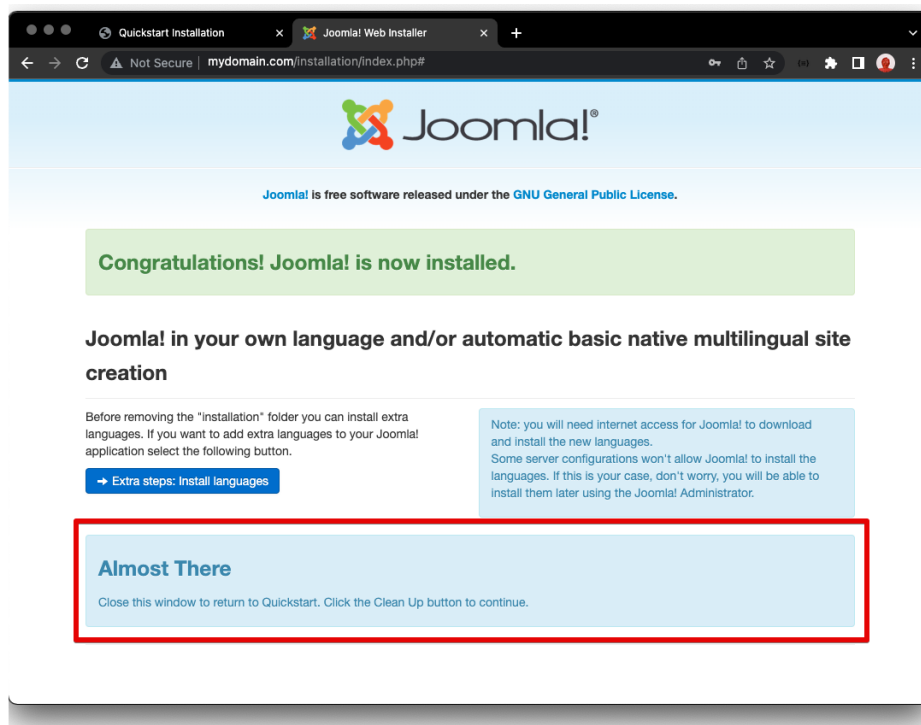 Quickstart Installation
Joomla! Web Installer
Not Secure | mydomain.com/installation/index.php#
Joomla!®
Joomla! is free software released under the GNU General Public License.
Congratulations! Joomla! is now installed.
Joomla! in your own language and/or automatic basic native multilingual site
creation
Before removing the "installation" folder you can install extra
languages. If you want to add extra languages to your Joomla!
application select the following button.
Extra steps: Install languages
Note: you will need internet access for Joomla! to download
and install the new languages.
Some server configurations won't allow Joomla! to install the
languages. If this is your case, don't worry, you will be able to
install them later using the Joomla! Administrator.
Almost There
Close this window to return to Quickstart. Click the Clean Up button to continue.